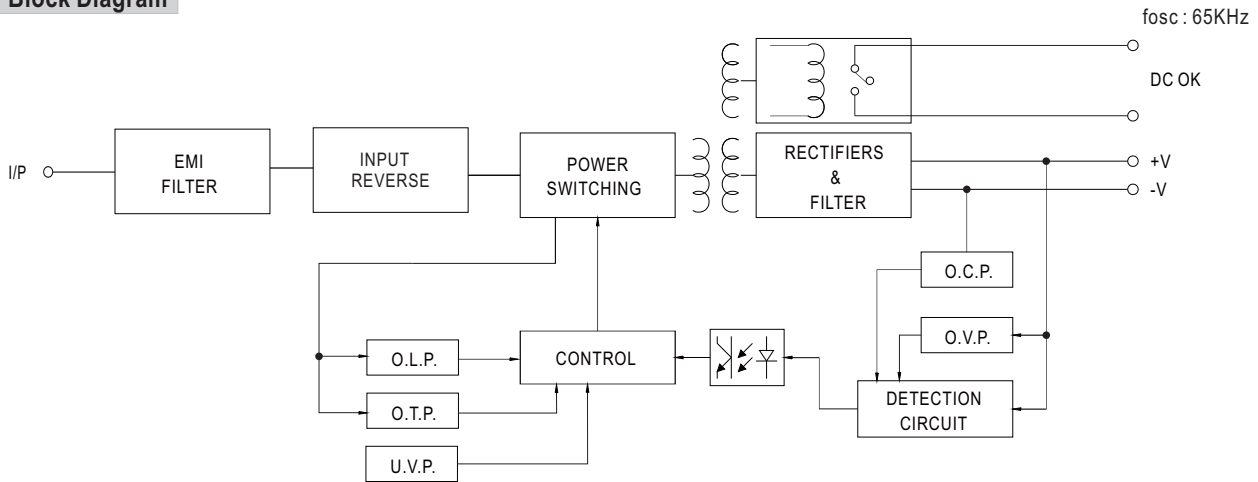 Block Diagram
fosc : 65KHz
DC OK
I/P
EMI
FILTER
INPUT
REVERSE
POWER
SWITCHING
RECTIFIERS
&
FILTER
+V
-V
O.C.P.
O.V.P.
O.L.P.
CONTROL
DETECTION
CIRCUIT
O.T.P.
U.V.P.